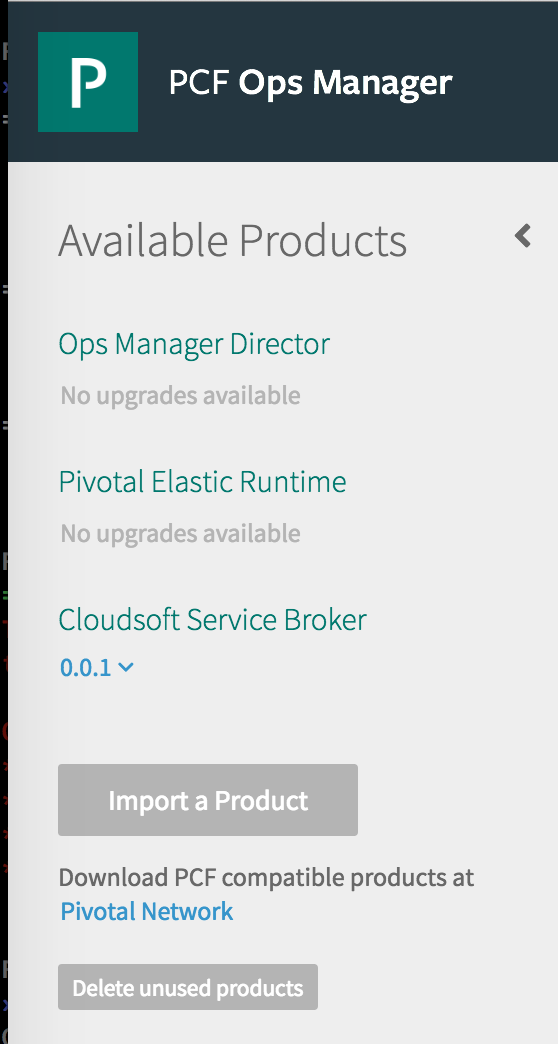 P
PCF Ops Manager
Available Products
Ops Manager Director
No upgrades available
Pivotal Elastic Runtime
No upgrades available
Cloudsoft Service Broker
0.0.1
Import a Product
Download PCF compatible products at
Pivotal Network
Delete unused products